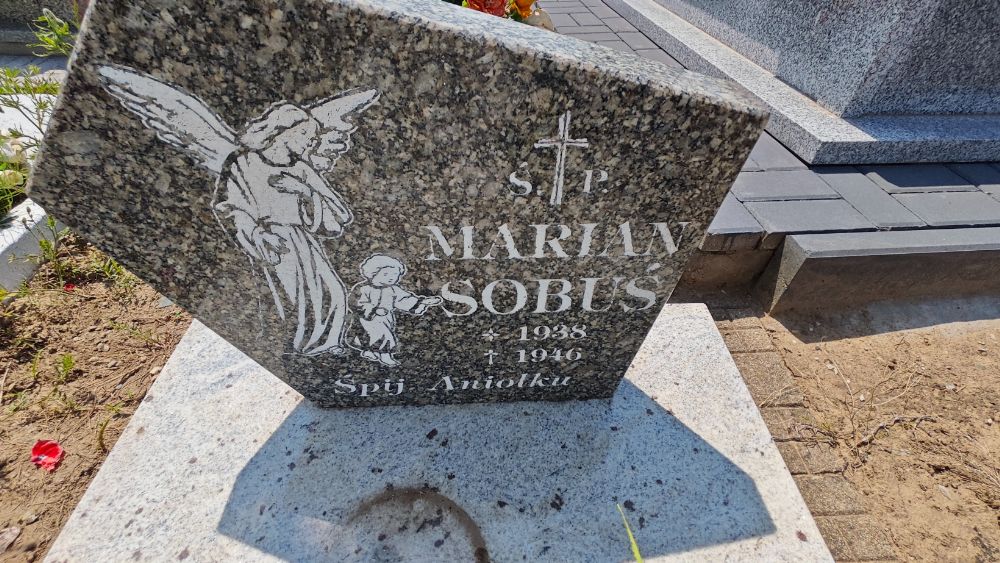 Ś. P.
MARIAN
SOBUŚ
* 1938
† 1946
Śpij Aniołku